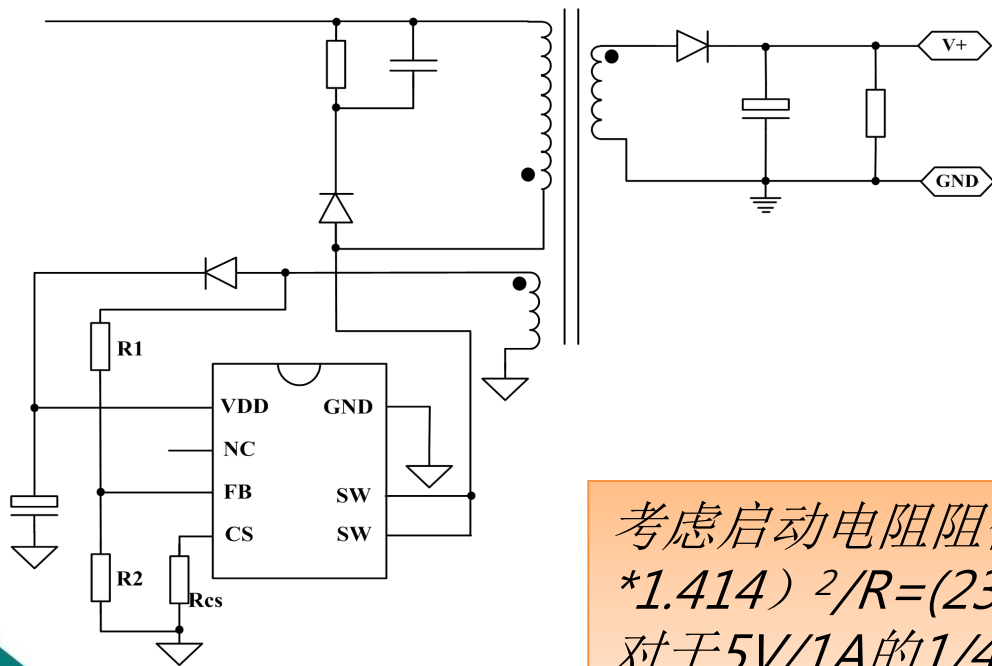 V+
GND
R1
VDD
GND
NC
FB
SW
CS
SW
R2
Rcs
考虑启动电阻阻
*1.414）²/R=(23
对于5V/1A的1/4